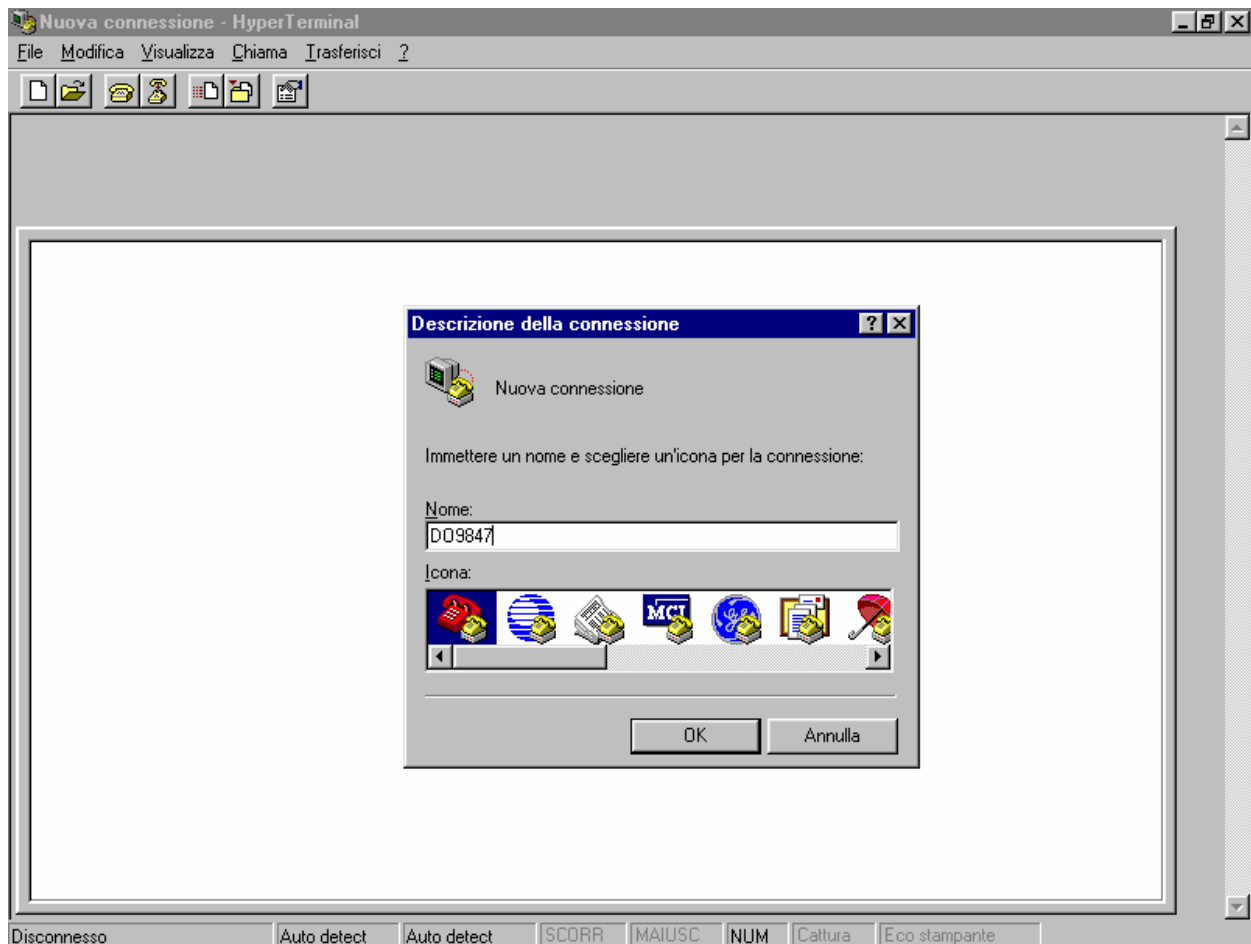 Nuova connessione - HyperTerminal
File Modifica Visualizza Chiama Trasferisci ?
Descrizione della connessione
Nuova connessione
Immettere un nome e scegliere un'icona per la connessione:
Nome:
DO9847
Icona:
MCI
OK Annulla
Disconnesso Auto detect Auto detect SCORR MAIUSC NUM Cattura Eco stampante